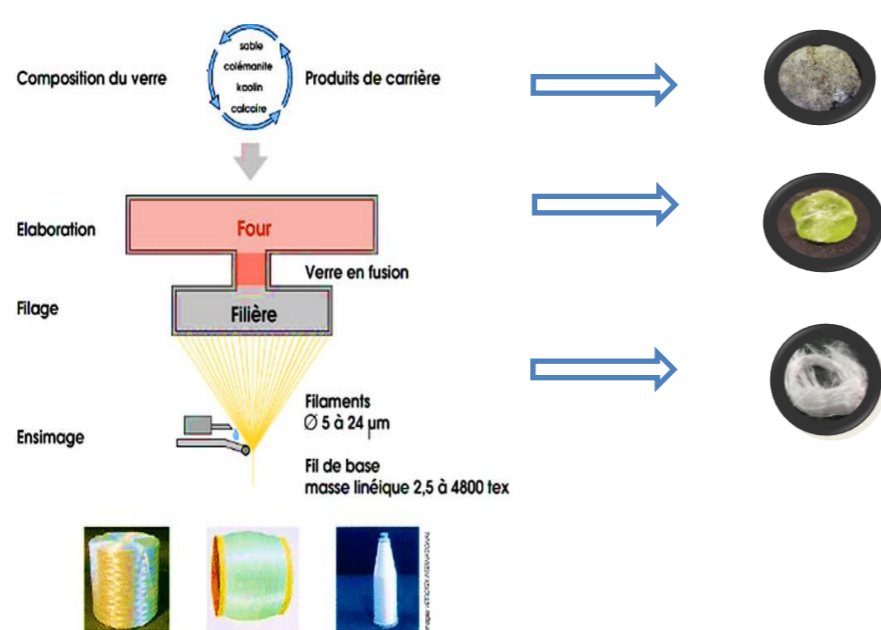 sable
colémanite
kaolin
calcaire
Composition du verre
Produits de carrière
Elaboration
Four
Verre en fusion
Filage
Filière
Filaments
Ø 5 à 24 µm
Ensimage
Fil de base
masse linéique 2,5 à 4800 tex